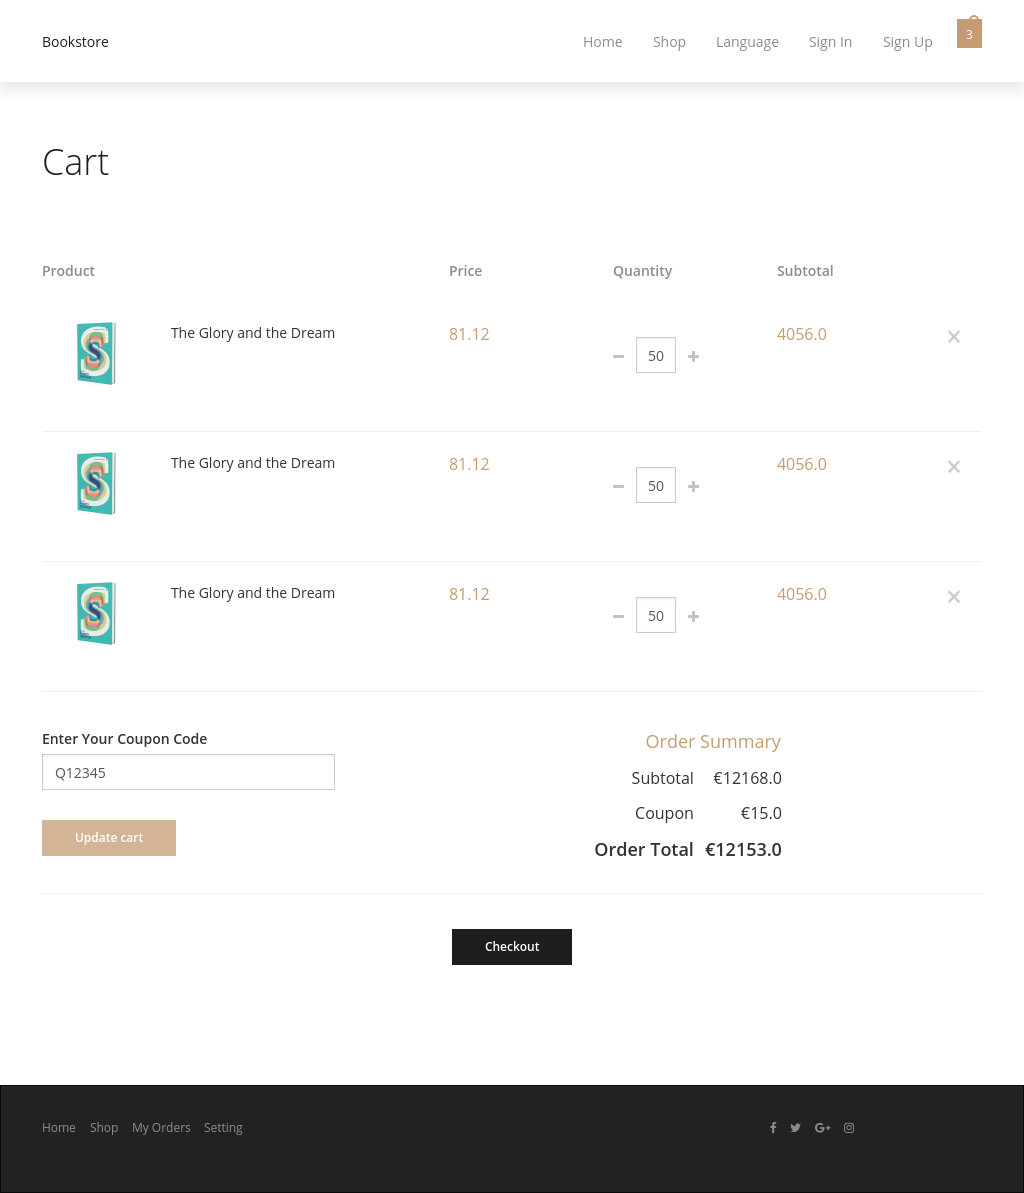 Bookstore Home Shop Language Sign In Sign Up 3
Cart
Product Price Quantity Subtotal
The Glory and the Dream 81.12 50 4056.0
The Glory and the Dream 81.12 50 4056.0
The Glory and the Dream 81.12 50 4056.0
Enter Your Coupon Code
Q12345
Update cart
Order Summary
Subtotal €12168.0
Coupon €15.0
Order Total €12153.0
Checkout
Home Shop My Orders Setting